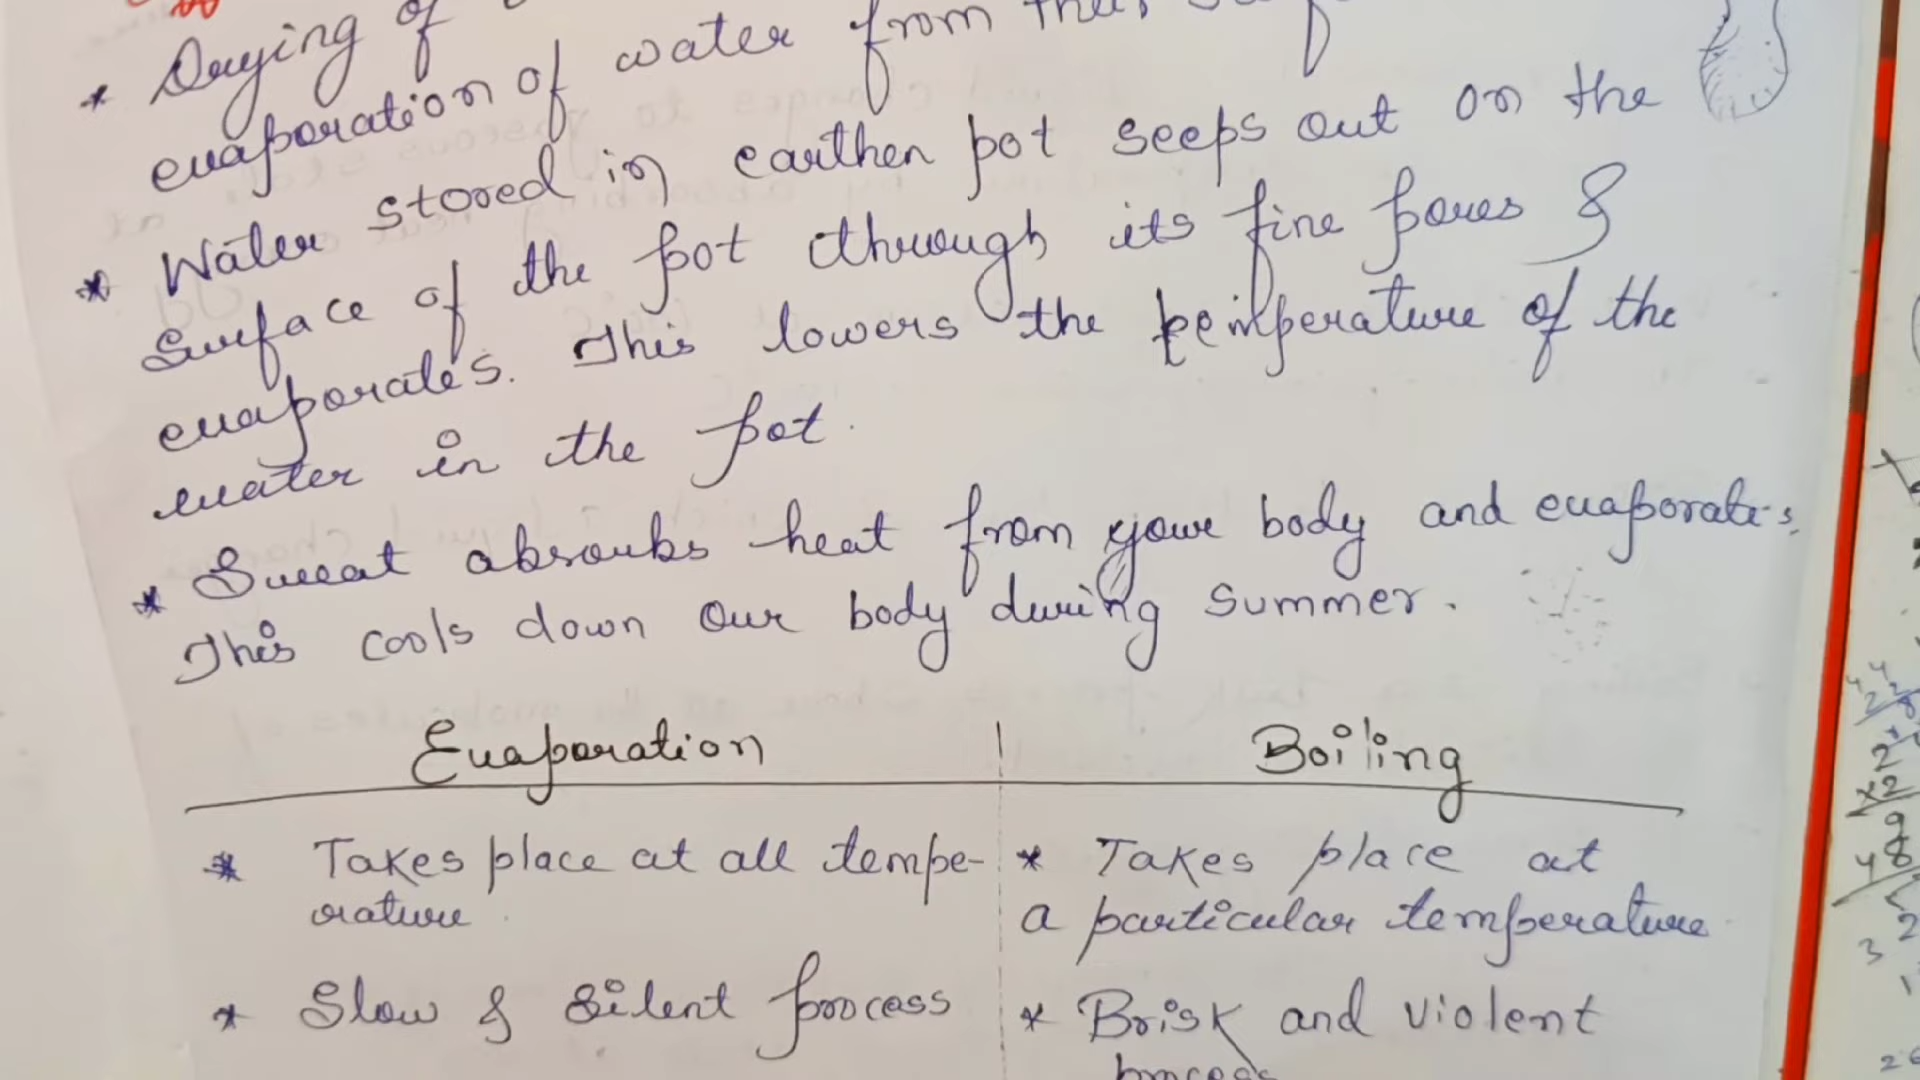 * Drying of
evaporation of water from their
* Water stored in earthen pot seeps out on the
surface of the pot through its fine pores &
evaporates. This lowers the temperature of the
water in the pot.
* Sweat absorbs heat from your body and evaporates.
This cools down our body during summer.
Evaporation | Boiling
* Takes place at all tempe-
rature
* Takes place at
a particular temperature
* Slow & silent process
* Brisk and violent
process